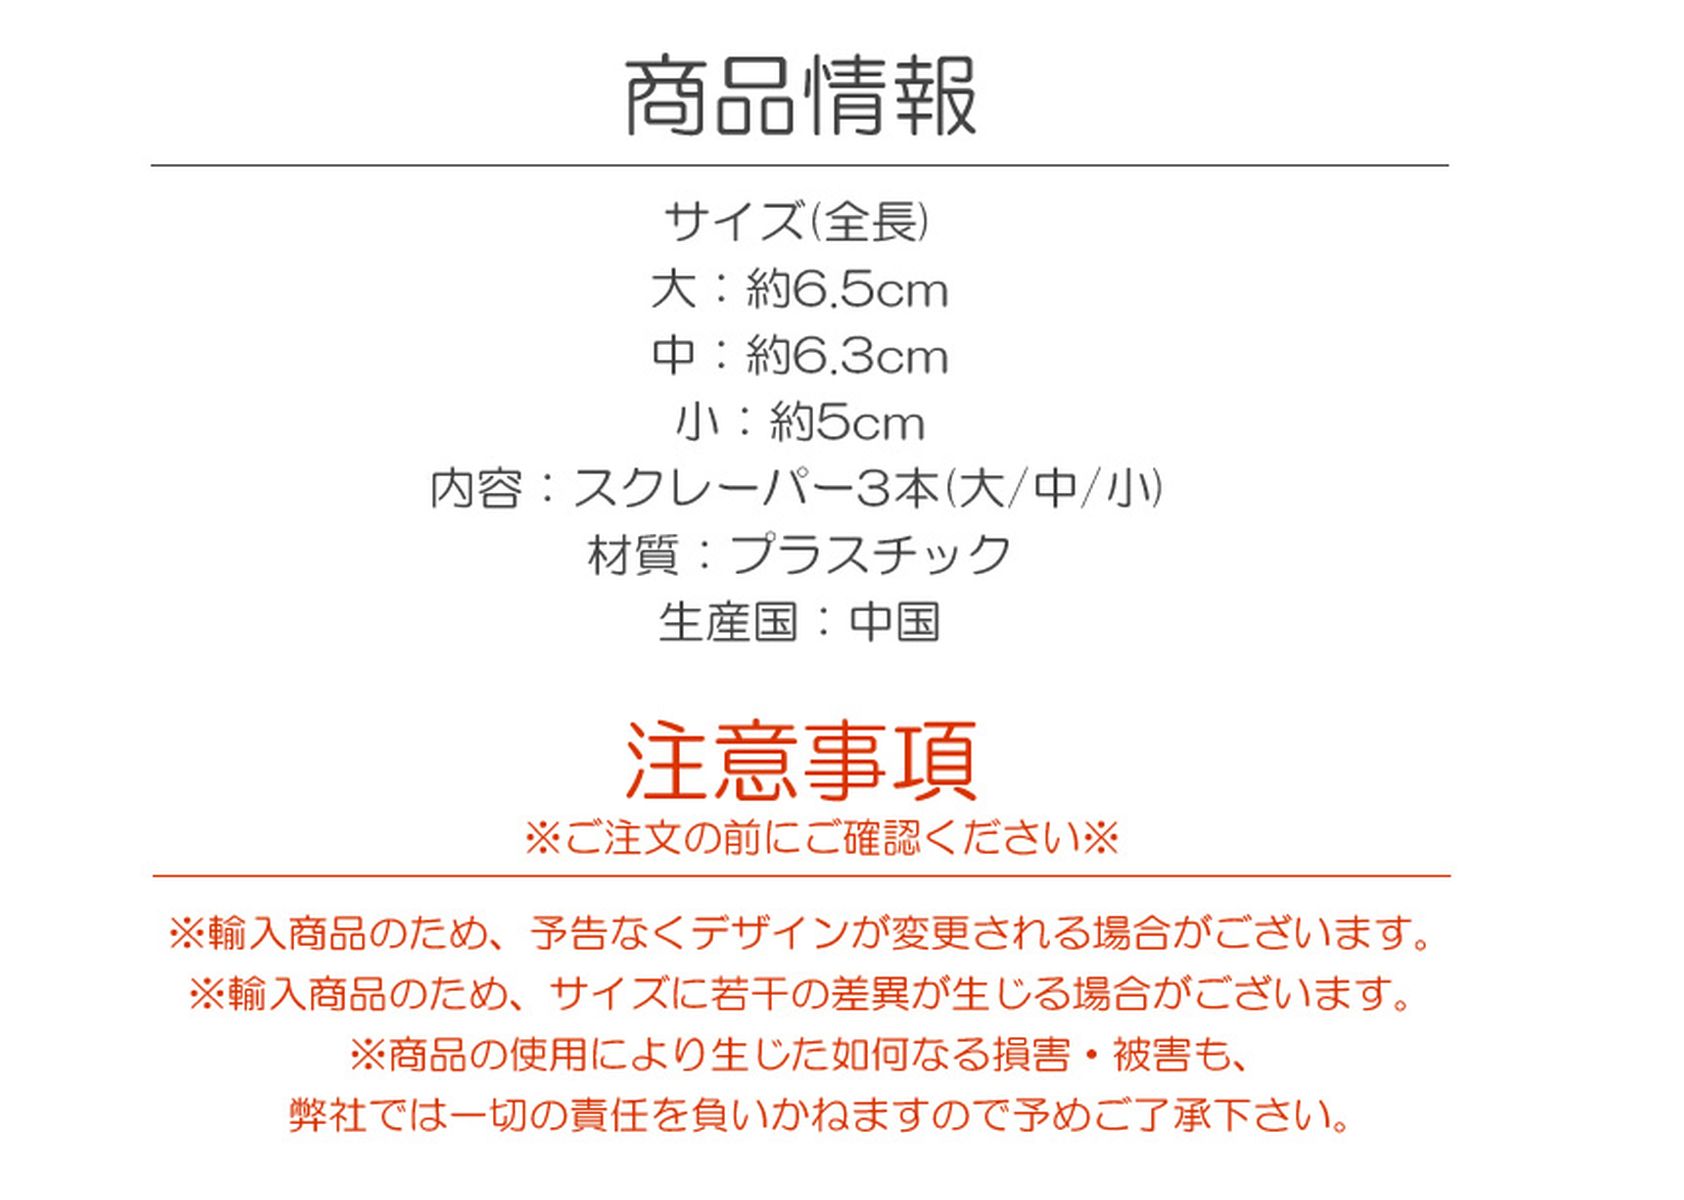 商品情報
サイズ(全長)
大：約6.5cm
中：約6.3cm
小：約5cm
内容：スクレーパー3本(大/中/小)
材質：プラスチック
生産国：中国
注意事項
※ご注文の前にご確認ください※
※輸入商品のため、予告なくデザインが変更される場合がございます。
※輸入商品のため、サイズに若干の差異が生じる場合がございます。
※商品の使用により生じた如何なる損害・被害も、
弊社では一切の責任を負いかねますので予めご了承下さい。